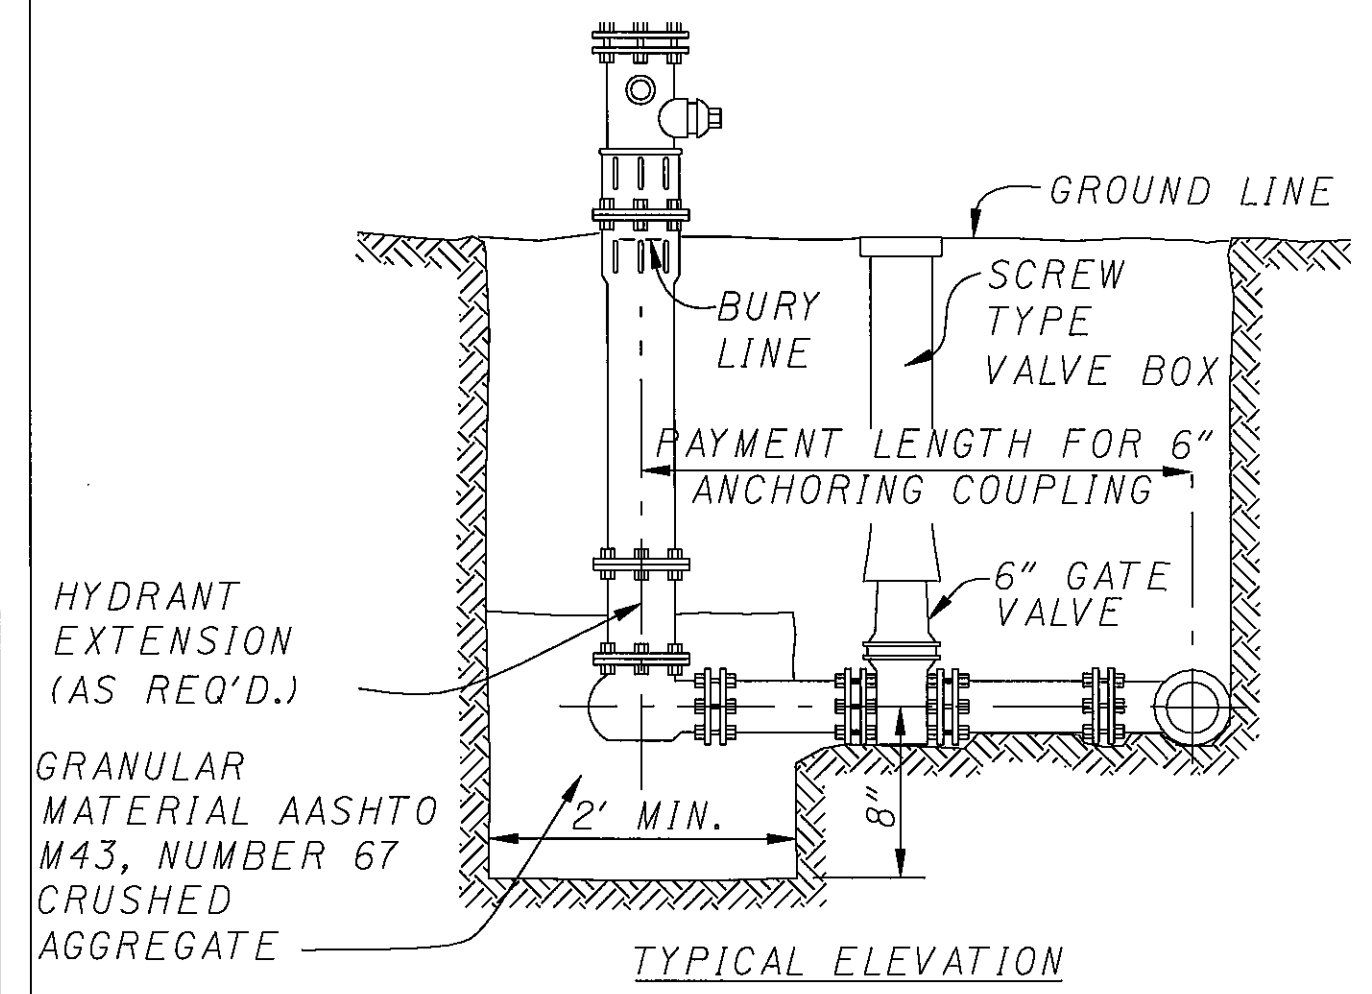 GROUND LINE
SCREW
TYPE
VALVE BOX
BURY
LINE
PAYMENT LENGTH FOR 6"
ANCHORING COUPLING
6" GATE
VALVE
HYDRANT
EXTENSION
(AS REQ'D.)
GRANULAR
MATERIAL AASHTO
M43, NUMBER 67
CRUSHED
AGGREGATE
2' MIN.
8"
TYPICAL ELEVATION